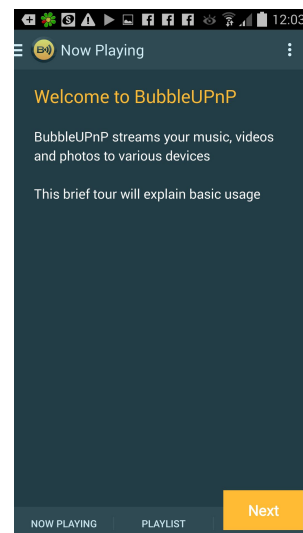 12:03
Now Playing
Welcome to BubbleUPnP
BubbleUPnP streams your music, videos
and photos to various devices
This brief tour will explain basic usage
Next
NOW PLAYING
PLAYLIST